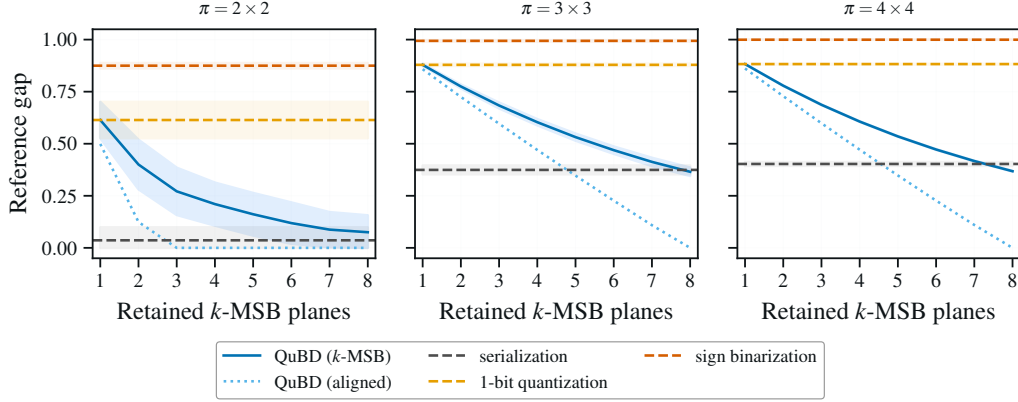 π = 2 × 2
π = 3 × 3
π = 4 × 4
Reference gap
1.00
0.75
0.50
0.25
0.00
1 2 3 4 5 6 7 8
1 2 3 4 5 6 7 8
1 2 3 4 5 6 7 8
Retained k-MSB planes
Retained k-MSB planes
Retained k-MSB planes
QuBD (k-MSB)
QuBD (aligned)
serialization
1-bit quantization
sign binarization